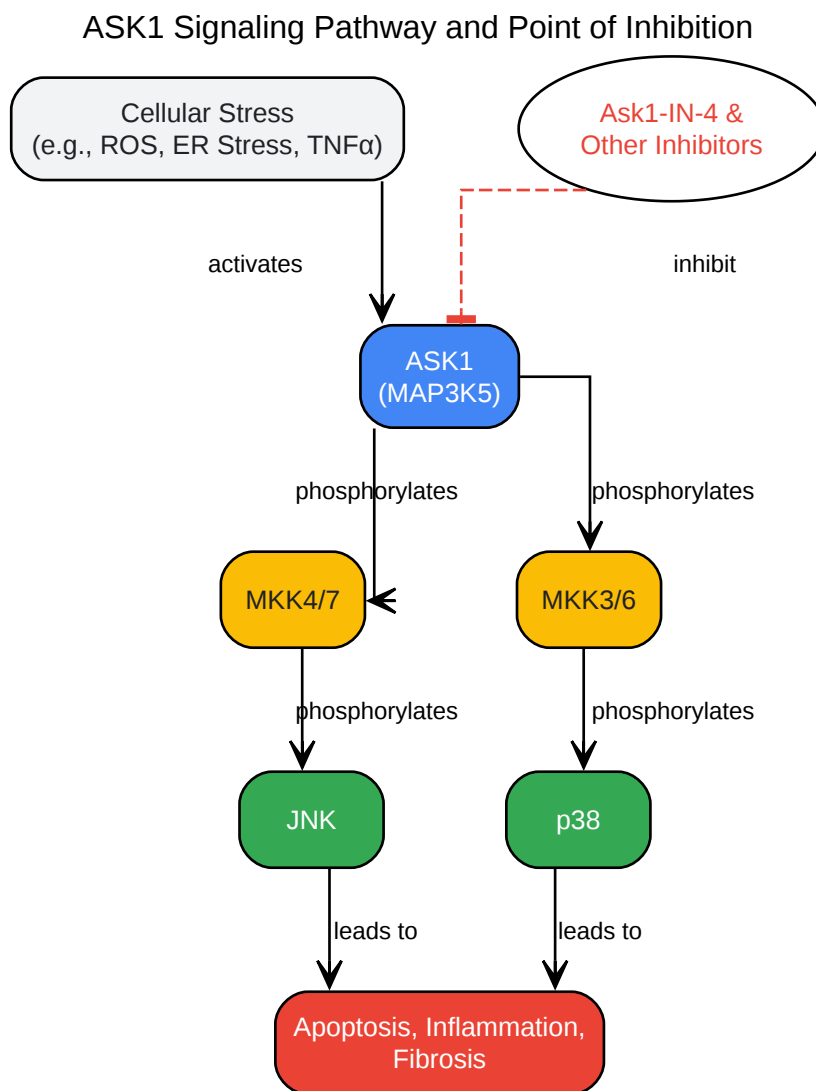 ASK1 Signaling Pathway and Point of Inhibition
Cellular Stress
(e.g., ROS, ER Stress, TNFα)
Ask1-IN-4 &
Other Inhibitors
activates
inhibit
ASK1
(MAP3K5)
phosphorylates
phosphorylates
MKK4/7
MKK3/6
phosphorylates
phosphorylates
JNK
p38
leads to
leads to
Apoptosis, Inflammation,
Fibrosis